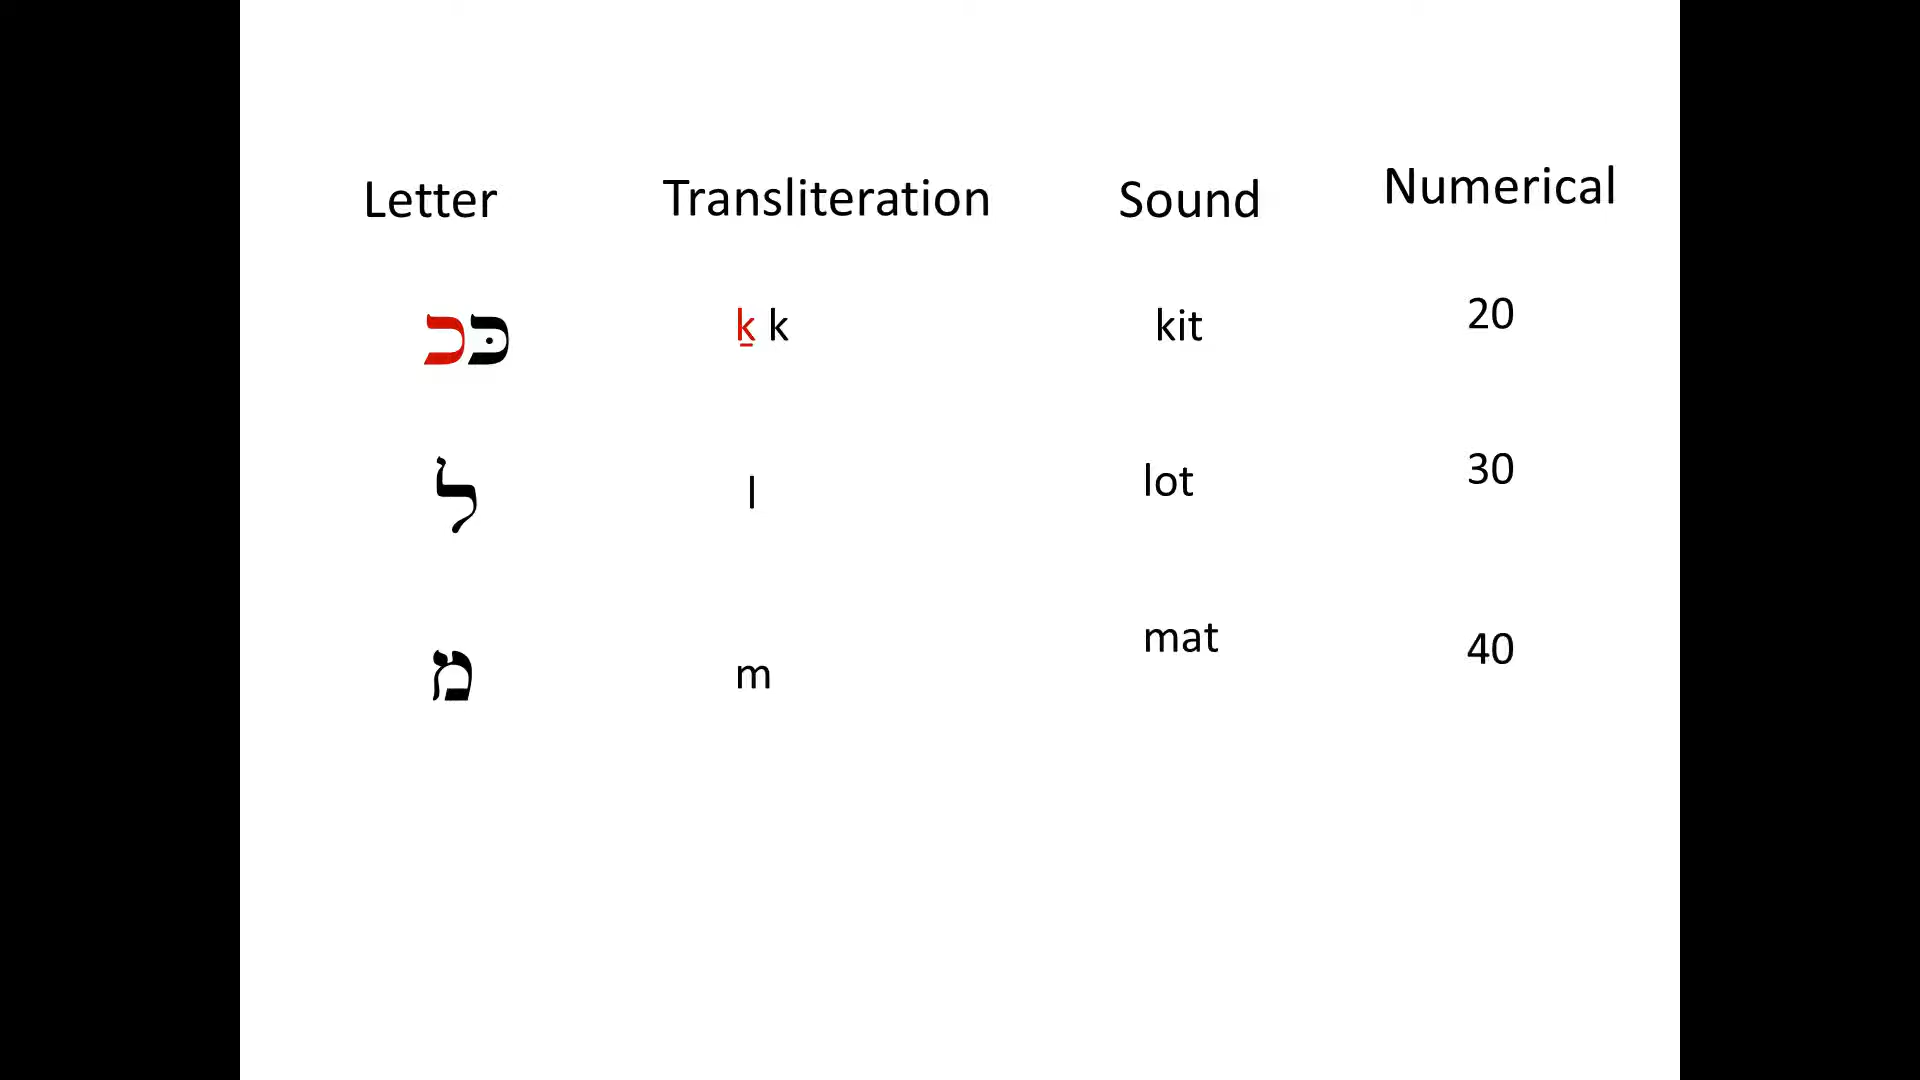 Letter Transliteration Sound Numerical
כּכ ḵ k kit 20
ל l lot 30
מ m mat 40